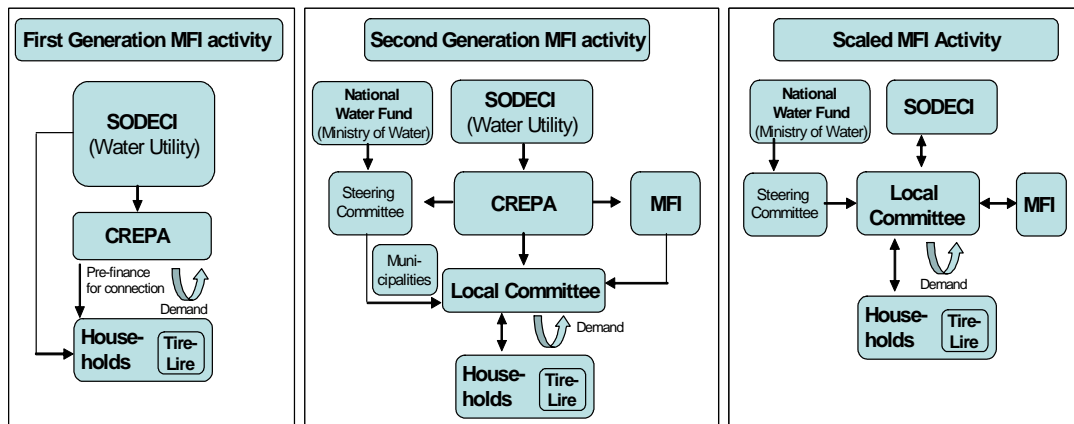 First Generation MFI activity
SODECI
(Water Utility)
CREPA
Pre-finance
for connection
Demand
House-
holds
Tire-
Lire
Second Generation MFI activity
National
Water Fund
(Ministry of Water)
SODECI
(Water Utility)
Steering
Committee
CREPA
MFI
Muni-
cipalities
Local Committee
Demand
House-
holds
Tire-
Lire
Scaled MFI Activity
National
Water Fund
(Ministry of Water)
SODECI
Steering
Committee
Local
Committee
MFI
Demand
House-
holds
Tire-
Lire